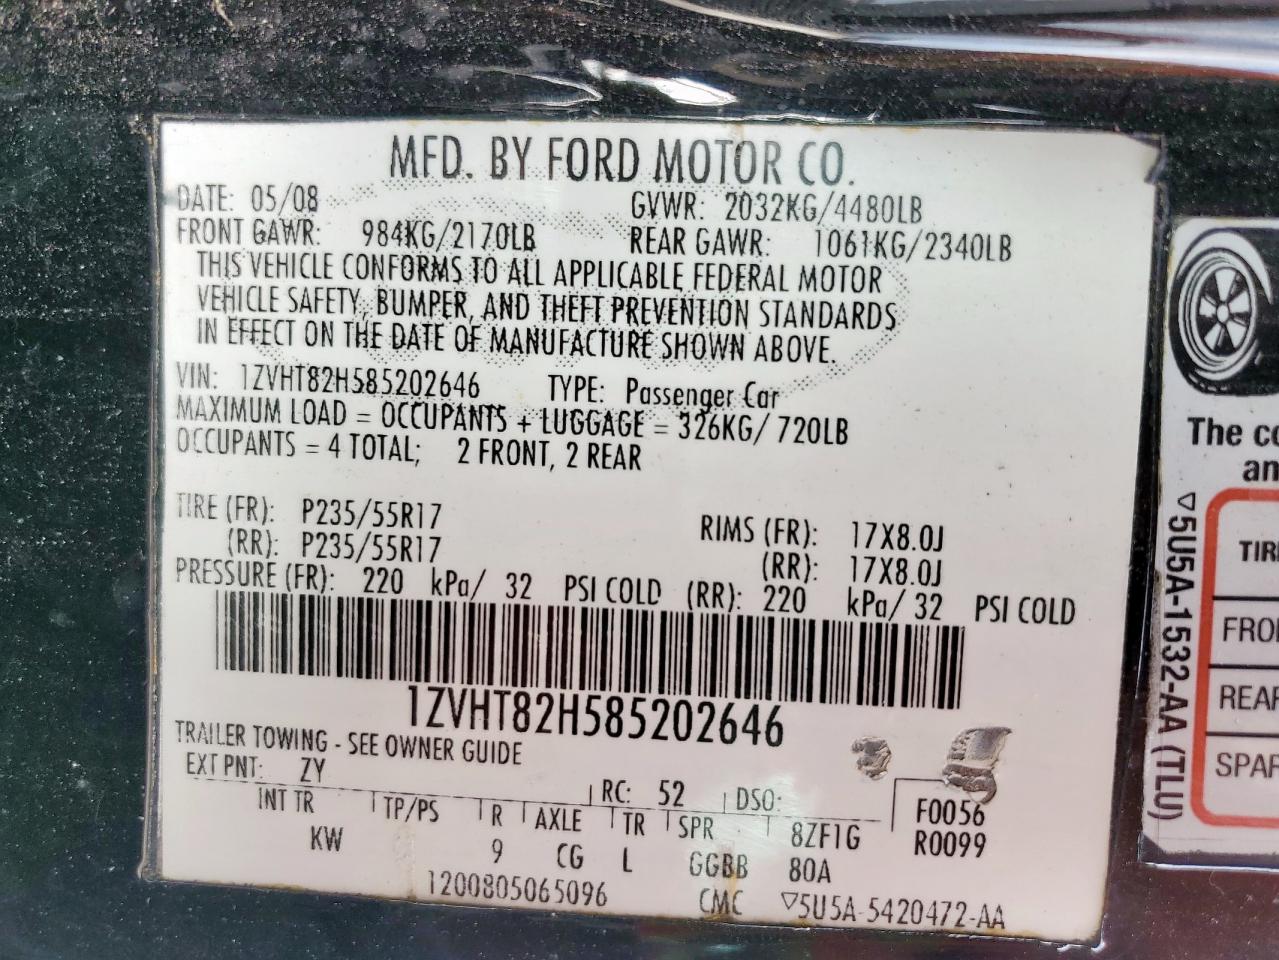 MFD. BY FORD MOTOR CO.
DATE: 05/08 GVWR: 2032KG/4480LB
FRONT GAWR: 984KG/2170LB REAR GAWR: 1061KG/2340LB
THIS VEHICLE CONFORMS TO ALL APPLICABLE FEDERAL MOTOR
VEHICLE SAFETY, BUMPER, AND THEFT PREVENTION STANDARDS
IN EFFECT ON THE DATE OF MANUFACTURE SHOWN ABOVE.
VIN: 1ZVHT82H585202646 TYPE: Passenger Car
MAXIMUM LOAD = OCCUPANTS + LUGGAGE = 326KG/720LB
OCCUPANTS = 4 TOTAL; 2 FRONT, 2 REAR
TIRE (FR): P235/55R17 RIMS (FR): 17X8.0J
(RR): P235/55R17 (RR): 17X8.0J
PRESSURE (FR): 220 kPa/ 32 PSI COLD (RR): 220 kPa/ 32 PSI COLD
1ZVHT82H585202646
TRAILER TOWING - SEE OWNER GUIDE
EXT PNT: ZY RC: 52 DSO: F0056
INT TR TP/PS R AXLE TR SPR 8ZF1G R0099
KW 9 CG L GGBB 80A
1200805065096 CMC ▽5U5A-5420472-AA
The co
an
TIRE
FRON
REAR
SPAR
▽5U5A-1532-AA (TLU)